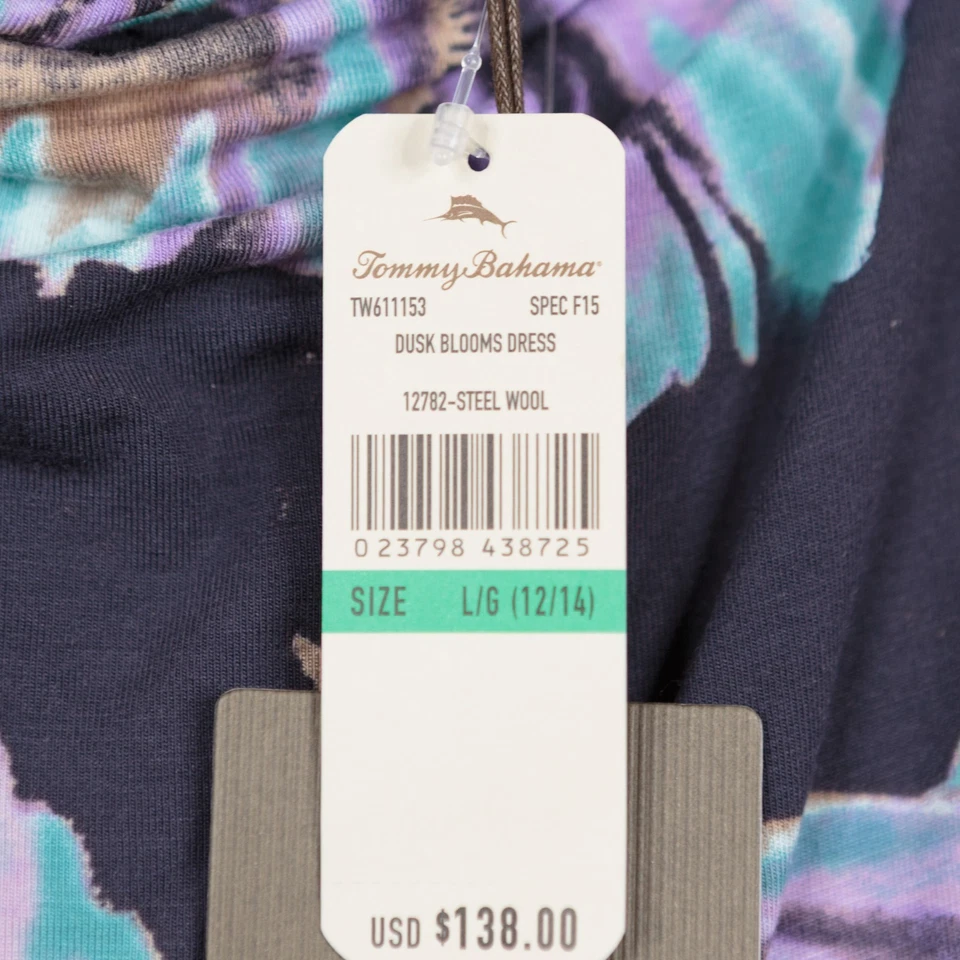 Tommy Bahama®
TW611153 SPEC F15
DUSK BLOOMS DRESS
12782-STEEL WOOL
0 23798 438725
SIZE L/G (12/14)
USD $138.00